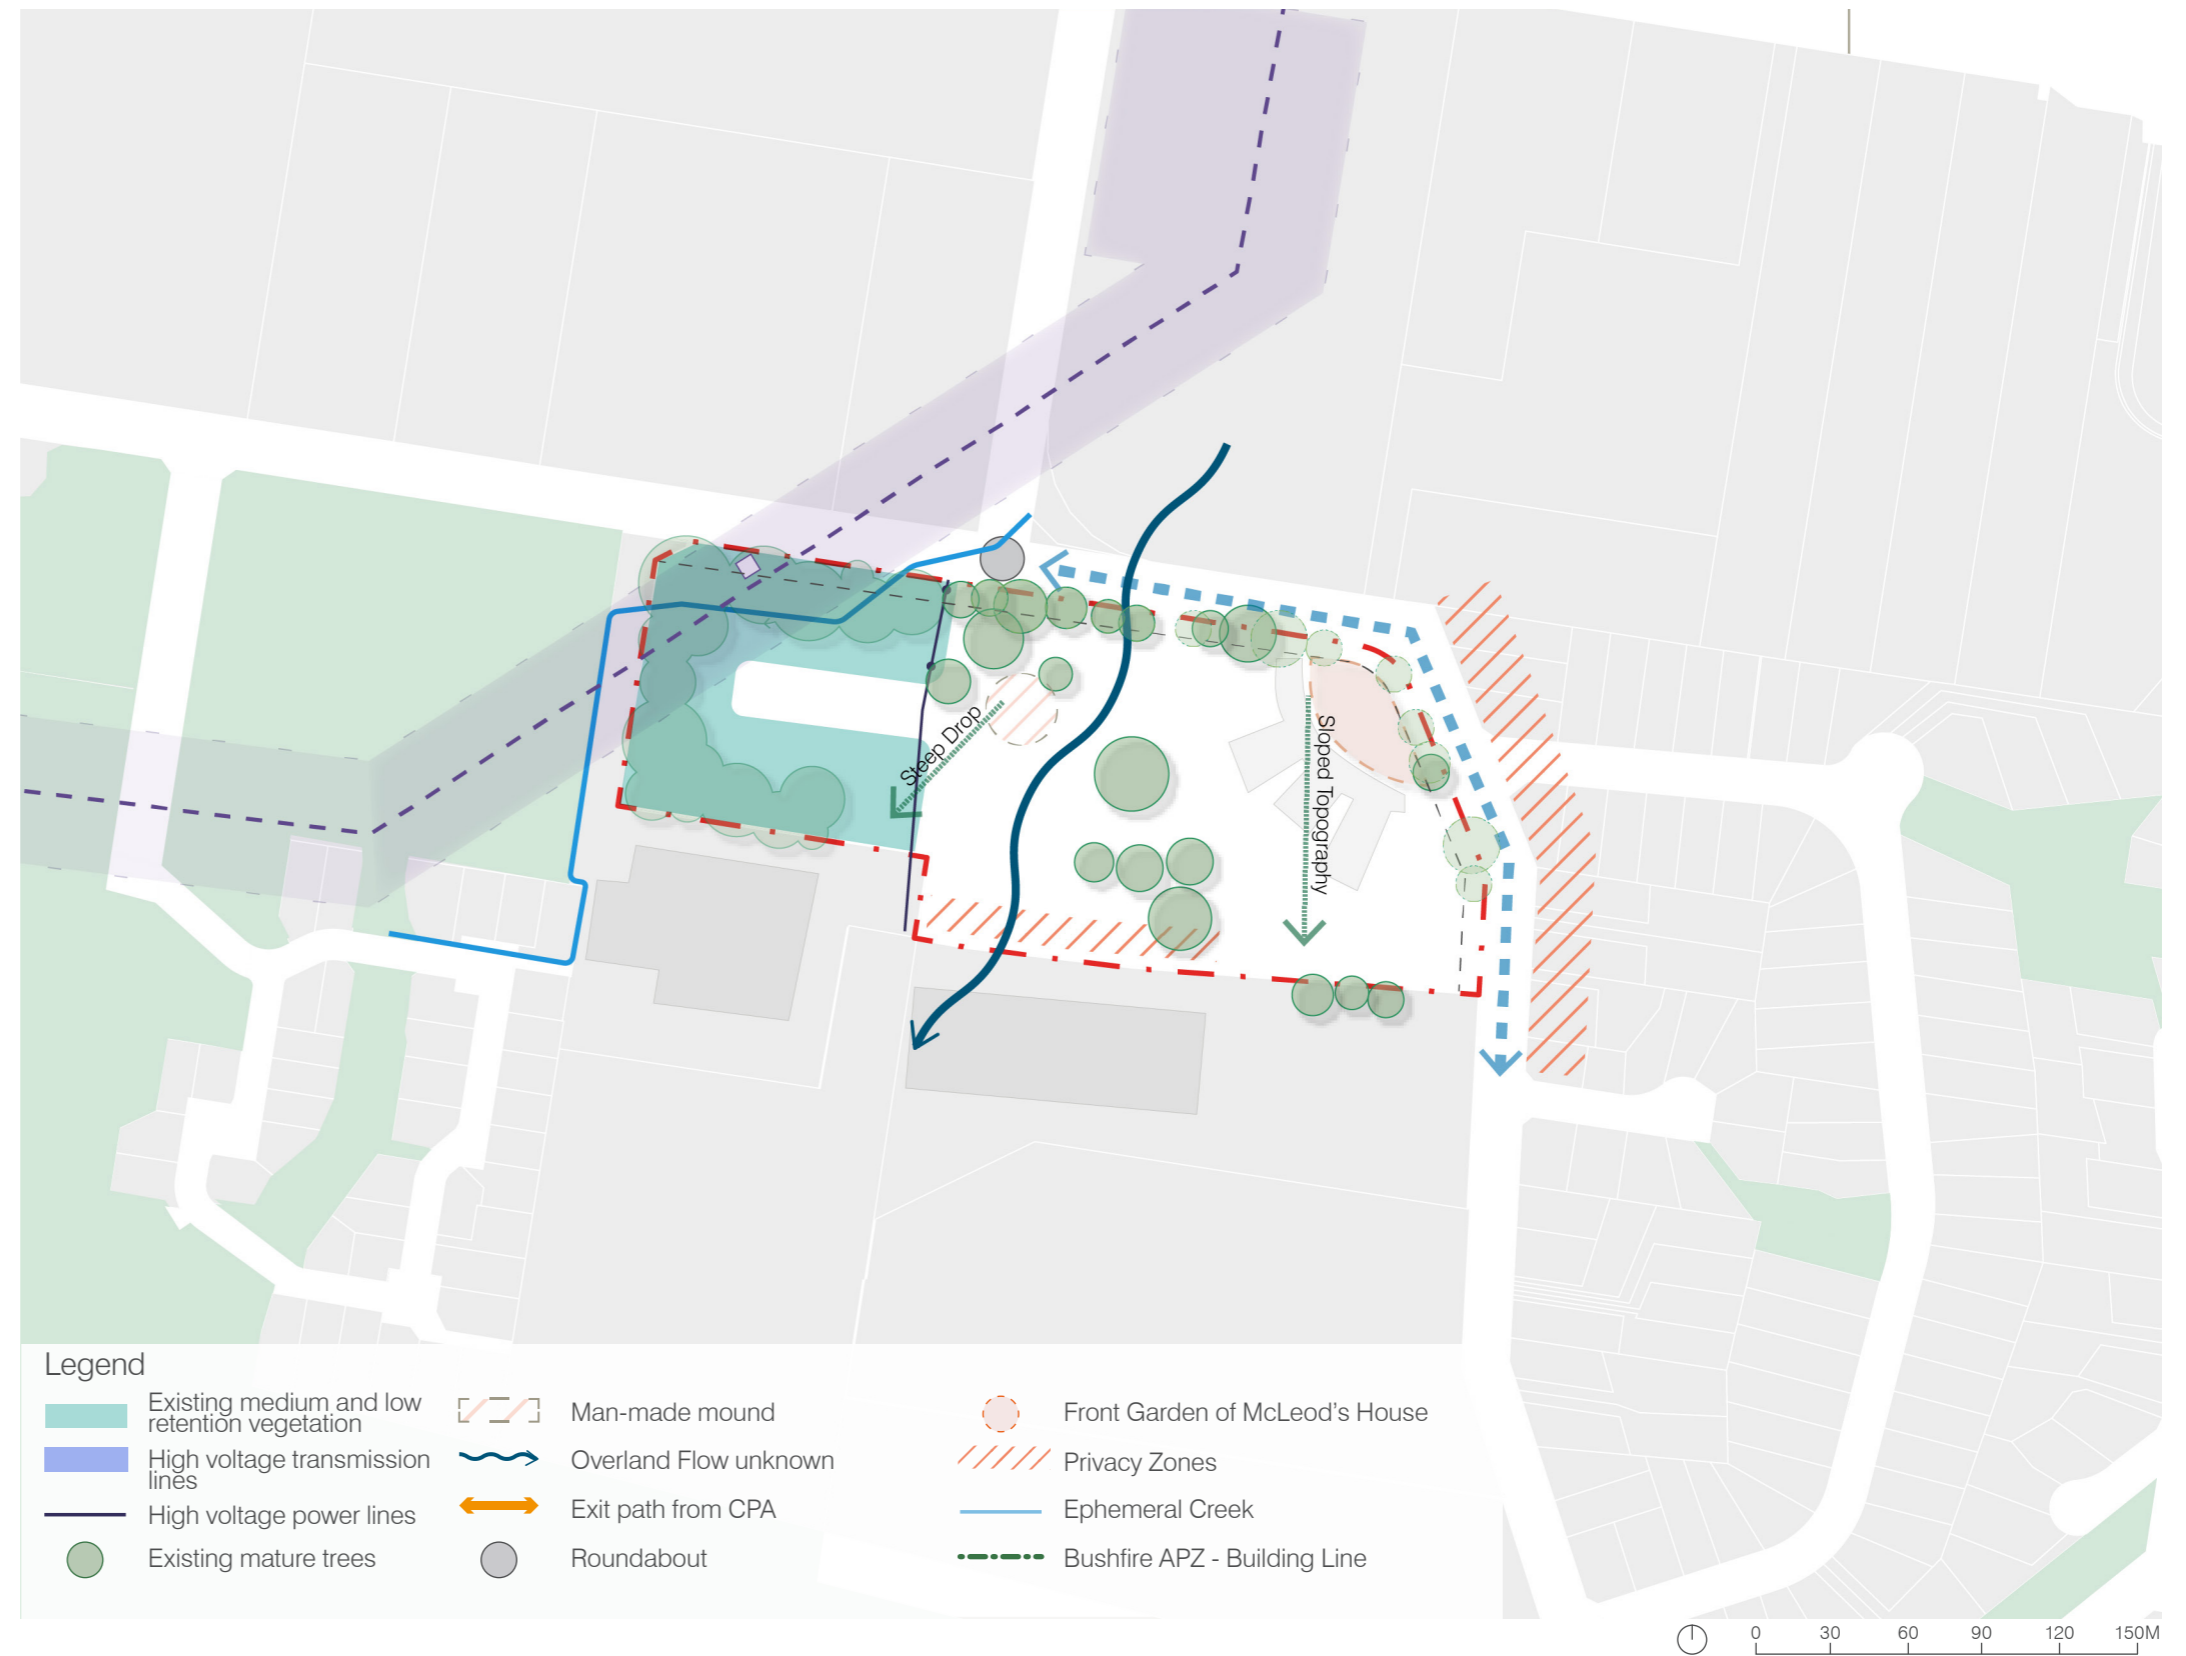 Steep Drop
Sloped Topography
Legend
Existing medium and low
retention vegetation
High voltage transmission
lines
High voltage power lines
Existing mature trees
Man-made mound
Overland Flow unknown
Exit path from CPA
Roundabout
Front Garden of McLeod's House
Privacy Zones
Ephemeral Creek
Bushfire APZ - Building Line
0 30 60 90 120 150M